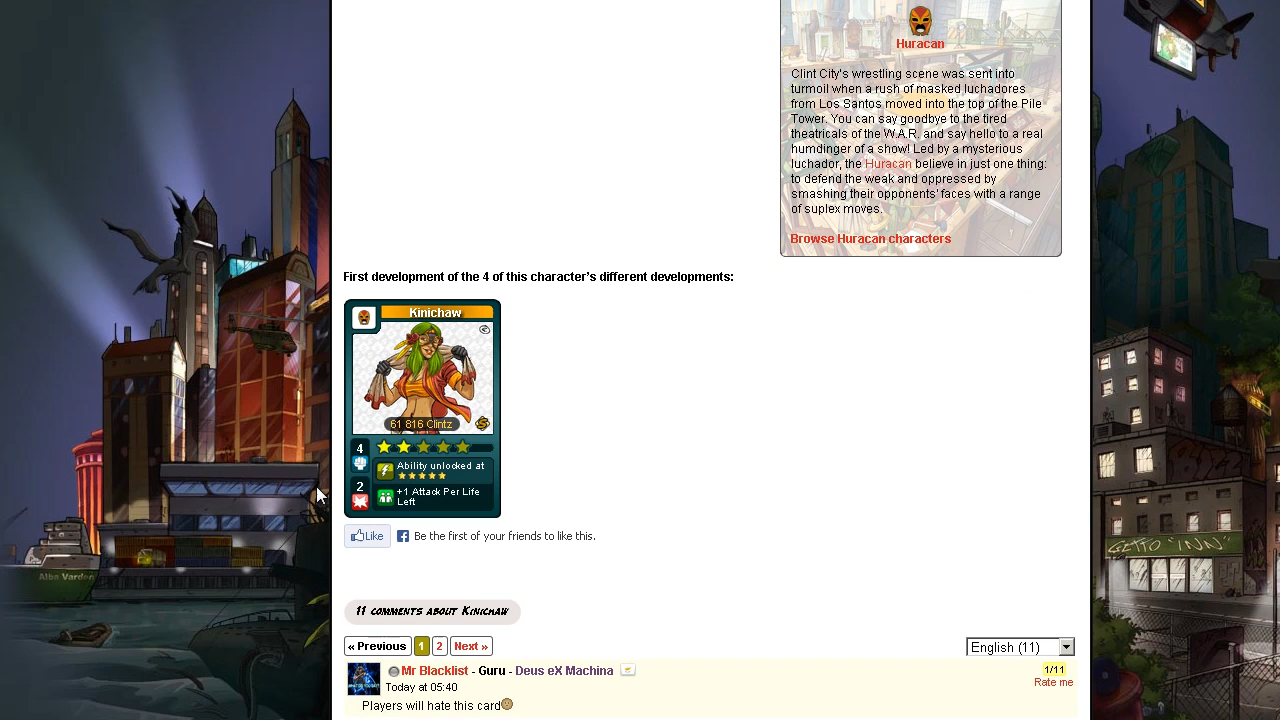 Huracan
Clint City's wrestling scene was sent into
turmoil when a rush of masked luchadores
from Los Santos moved into the top of the Pile
Tower. You can say goodbye to the tired
theatricals of the W.A.R. and say hello to a real
humdinger of a show! Led by a mysterious
luchador, the Huracan believe in just one thing:
to defend the weak and oppressed by
smashing their opponents' faces with a range
of suplex moves.
Browse Huracan characters
First development of the 4 of this character's different developments:
Kinichaw
61 816 Clintz
4
Ability unlocked at
2
+1 Attack Per Life
Left
Like
Be the first of your friends to like this.
11 comments about Kinichaw
« Previous 1 2 Next »
English (11)
Mr Blacklist - Guru - Deus eX Machina
1/11
Today at 05:40
Rate me
Players will hate this card
Alba Varden
GHETTO "INN"